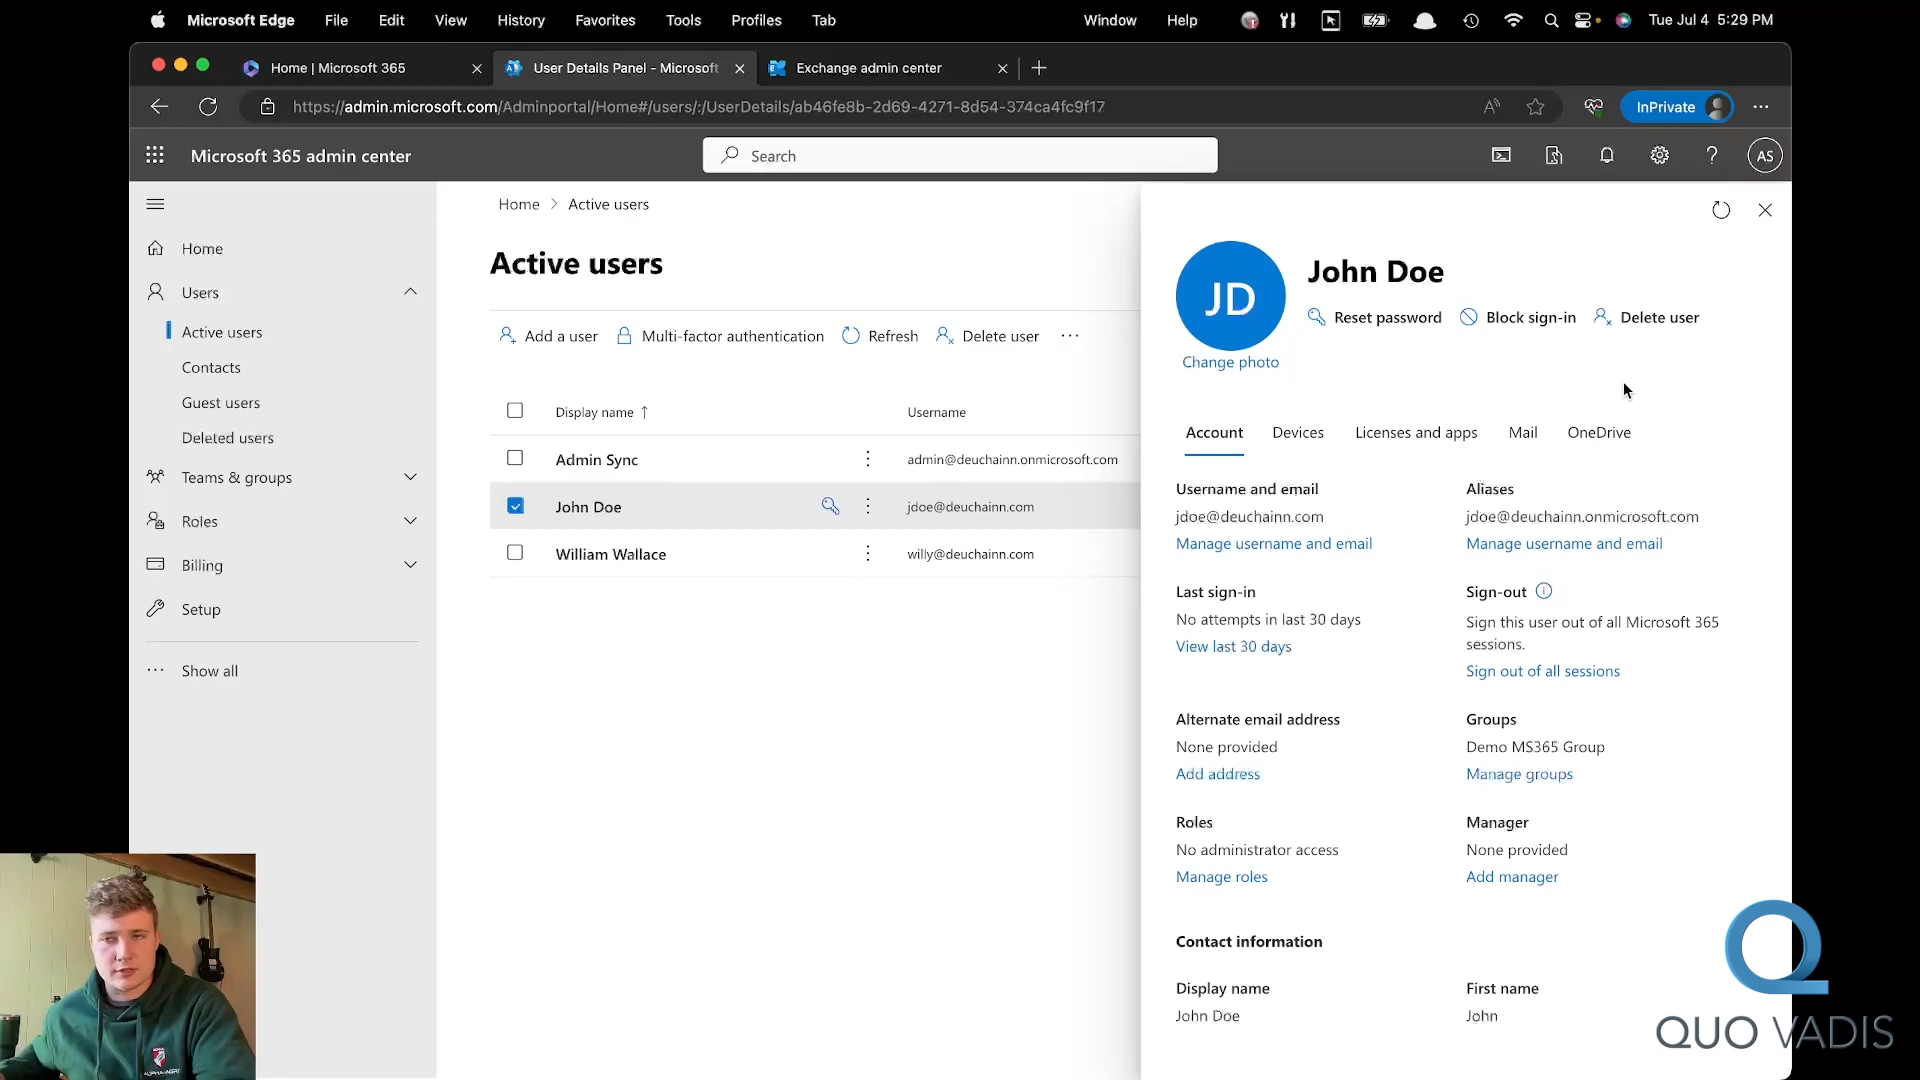 Microsoft Edge File Edit View History Favorites Tools Profiles Tab Window Help Tue Jul 4 5:29 PM
Home | Microsoft 365
User Details Panel - Microsoft
Exchange admin center
https://admin.microsoft.com/Adminportal/Home#/users/:/UserDetails/ab46fe8b-2d69-4271-8d54-374ca4fc9f17
InPrivate
Microsoft 365 admin center
Search
AS
Home
Users
Active users
Contacts
Guest users
Deleted users
Teams & groups
Roles
Billing
Setup
Show all
Home > Active users
Active users
Add a user Multi-factor authentication Refresh Delete user
Display name ↑ Username
Admin Sync admin@deuchainn.onmicrosoft.com
John Doe jdoe@deuchainn.com
William Wallace willy@deuchainn.com
JD
Change photo
John Doe
Reset password Block sign-in Delete user
Account Devices Licenses and apps Mail OneDrive
Username and email
jdoe@deuchainn.com
Manage username and email
Aliases
jdoe@deuchainn.onmicrosoft.com
Manage username and email
Last sign-in
No attempts in last 30 days
View last 30 days
Sign-out
Sign this user out of all Microsoft 365
sessions.
Sign out of all sessions
Alternate email address
None provided
Add address
Groups
Demo MS365 Group
Manage groups
Roles
No administrator access
Manage roles
Manager
None provided
Add manager
Contact information
Display name
John Doe
First name
John
QUO VADIS